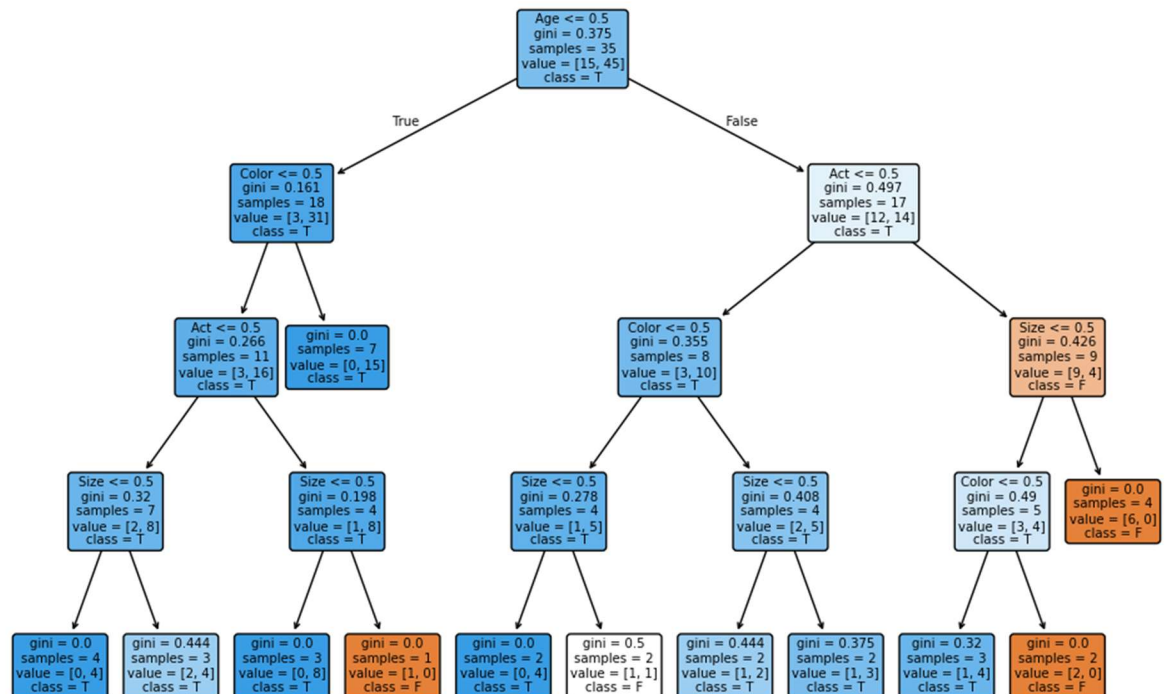 Age <= 0.5
gini = 0.375
samples = 35
value = [15, 45]
class = T
True
False
Color <= 0.5
gini = 0.161
samples = 18
value = [3, 31]
class = T
Act <= 0.5
gini = 0.497
samples = 17
value = [12, 14]
class = T
Act <= 0.5
gini = 0.266
samples = 11
value = [3, 16]
class = T
gini = 0.0
samples = 7
value = [0, 15]
class = T
Color <= 0.5
gini = 0.355
samples = 8
value = [3, 10]
class = T
Size <= 0.5
gini = 0.426
samples = 9
value = [9, 4]
class = F
Size <= 0.5
gini = 0.32
samples = 7
value = [2, 8]
class = T
Size <= 0.5
gini = 0.198
samples = 4
value = [1, 8]
class = T
Size <= 0.5
gini = 0.278
samples = 4
value = [1, 5]
class = T
Size <= 0.5
gini = 0.408
samples = 4
value = [2, 5]
class = T
Color <= 0.5
gini = 0.49
samples = 5
value = [3, 4]
class = T
gini = 0.0
samples = 4
value = [6, 0]
class = F
gini = 0.0
samples = 4
value = [0, 4]
class = T
gini = 0.444
samples = 3
value = [2, 4]
class = T
gini = 0.0
samples = 3
value = [0, 8]
class = T
gini = 0.0
samples = 1
value = [1, 0]
class = F
gini = 0.0
samples = 2
value = [0, 4]
class = T
gini = 0.5
samples = 2
value = [1, 1]
class = F
gini = 0.444
samples = 2
value = [1, 2]
class = T
gini = 0.375
samples = 2
value = [1, 3]
class = T
gini = 0.32
samples = 3
value = [1, 4]
class = T
gini = 0.0
samples = 2
value = [2, 0]
class = F